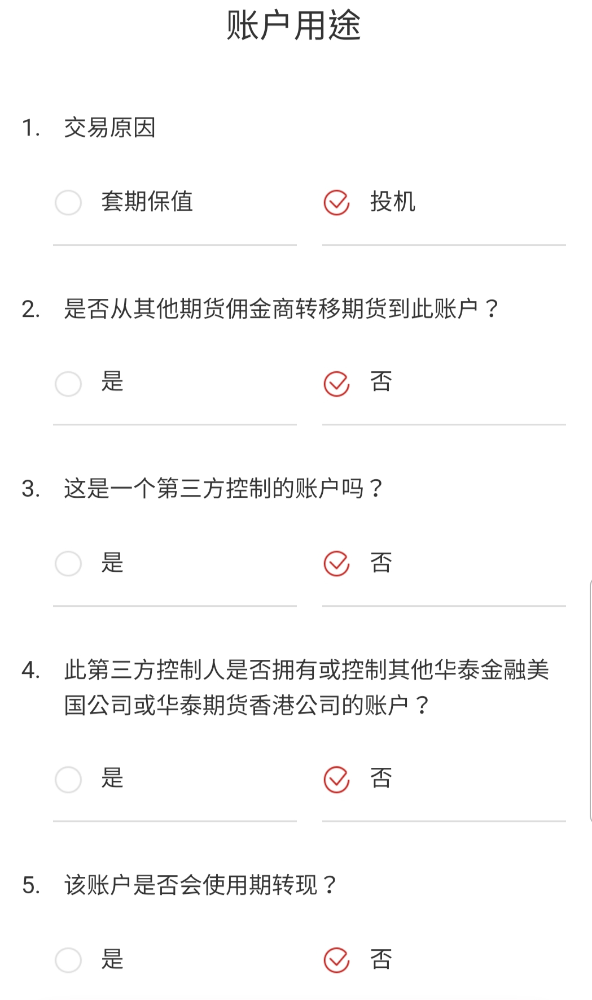 账户用途
1. 交易原因
套期保值 投机
2. 是否从其他期货佣金商转移期货到此账户？
是 否
3. 这是一个第三方控制的账户吗？
是 否
4. 此第三方控制人是否拥有或控制其他华泰金融美
国公司或华泰期货香港公司的账户？
是 否
5. 该账户是否会使用期转现？
是 否